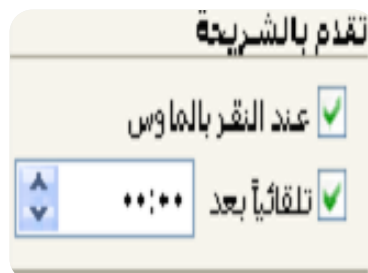 تقدم بالشريحة
عند النقر بالماوس
تلقائياً بعد ٠٠:٠٠